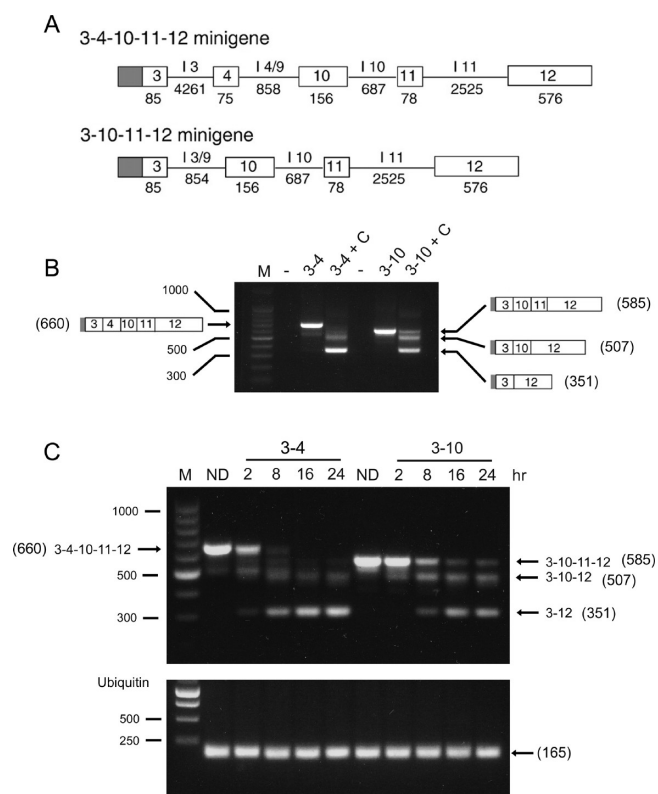 A
3-4-10-11-12 minigene
3 I 3 4 I 4/9 10 I 10 11 I 11 12
85 4261 75 858 156 687 78 2525 576
3-10-11-12 minigene
3 I 3/9 10 I 10 11 I 11 12
85 854 156 687 78 2525 576
B
M - 3-4 3-4 + C - 3-10 3-10 + C
1000
500
300
(660) 3 4 10 11 12
3 10 11 12 (585)
3 10 12 (507)
3 12 (351)
C
3-4 3-10
M ND 2 8 16 24 ND 2 8 16 24 hr
1000
(660) 3-4-10-11-12
500
300
3-10-11-12 (585)
3-10-12 (507)
3-12 (351)
Ubiquitin
500
250
(165)